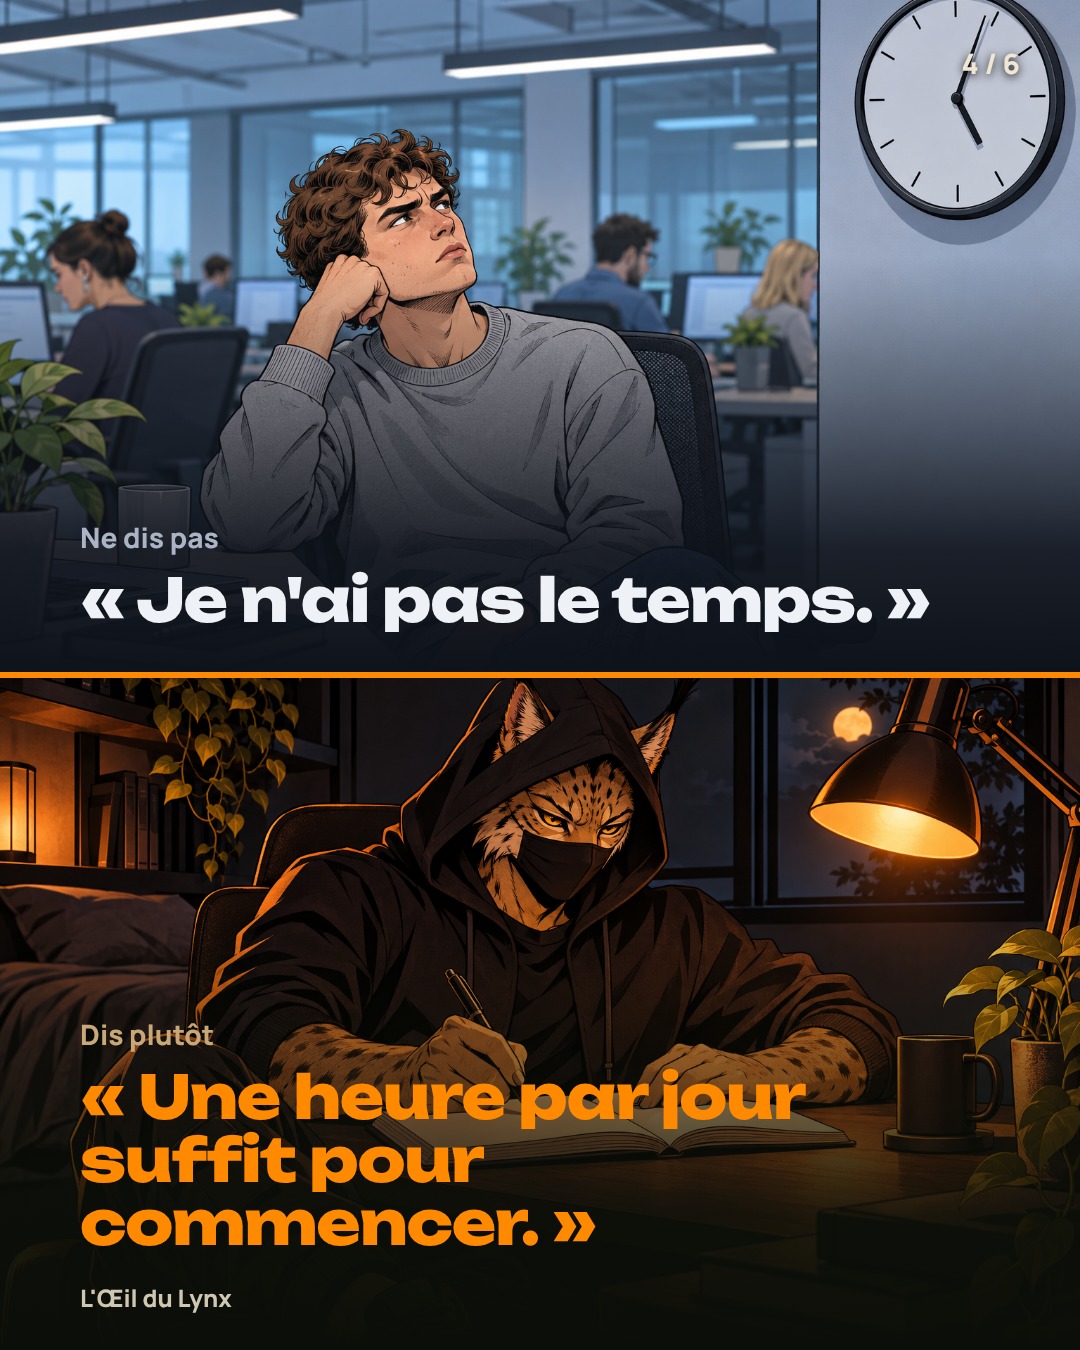 4 / 6
Ne dis pas
« Je n'ai pas le temps. »
Dis plutôt
« Une heure par jour
suffit pour
commencer. »
L'Œil du Lynx